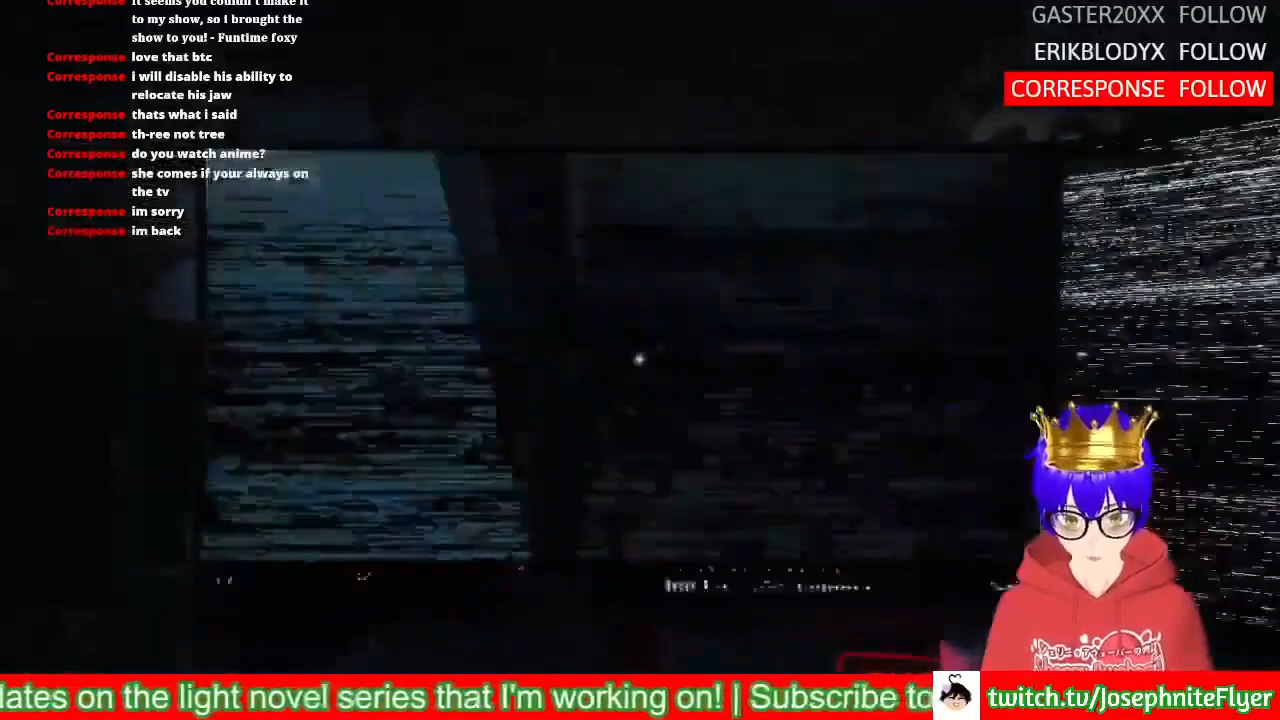 Corresponse it seems you couldn't make it
to my show, so i brought the
show to you! - Funtime foxy
Corresponse love that btc
Corresponse i will disable his ability to
relocate his jaw
Corresponse thats what i said
Corresponse th-ree not tree
Corresponse do you watch anime?
Corresponse she comes if your always on
the tv
Corresponse im sorry
Corresponse im back
GASTER20XX FOLLOW
ERIKBLODYX FOLLOW
CORRESPONSE FOLLOW
lates on the light novel series that I'm working on! | Subscribe to
twitch.tv/JosephniteFlyer